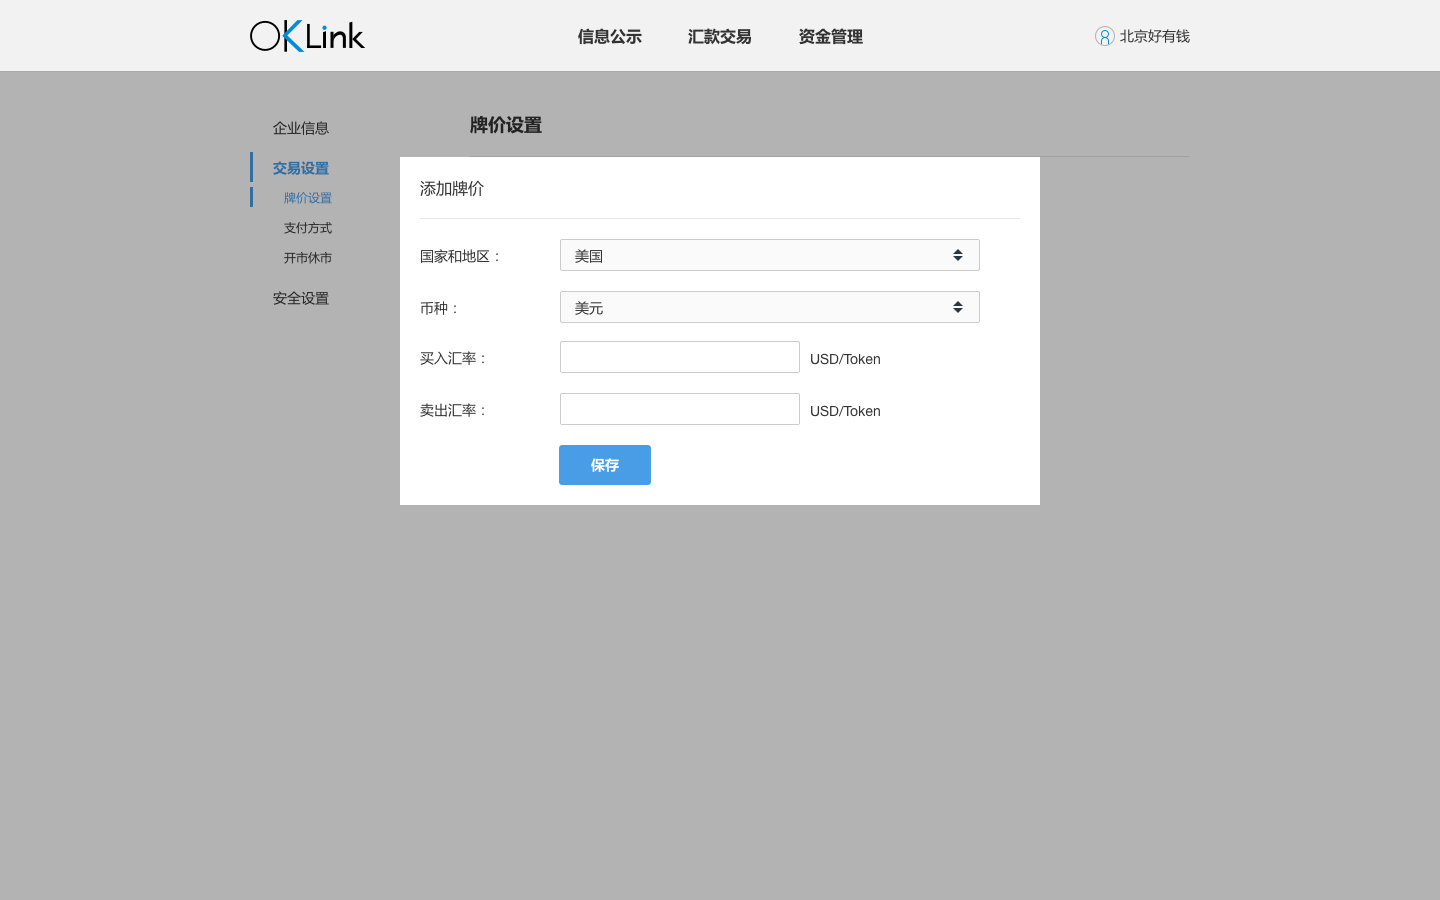 OKLink
信息公示 汇款交易 资金管理
北京好有钱
企业信息
交易设置
牌价设置
支付方式
开市休市
安全设置
牌价设置
添加牌价
国家和地区： 美国
币种： 美元
买入汇率： USD/Token
卖出汇率： USD/Token
保存